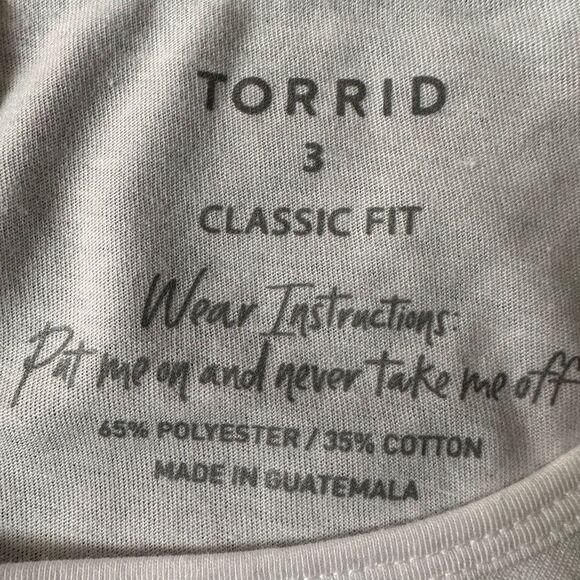 TORRID
3
CLASSIC FIT
Wear Instructions:
Put me on and never take me off
65% POLYESTER / 35% COTTON
MADE IN GUATEMALA